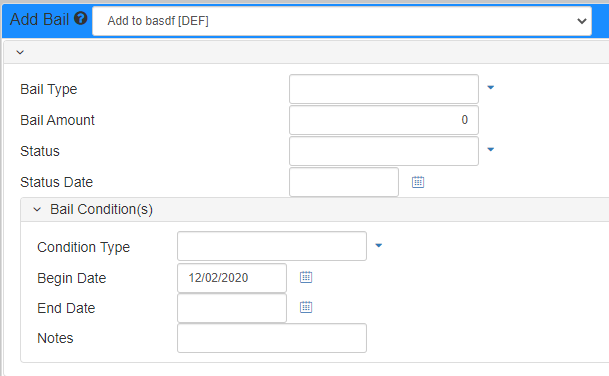 Add Bail ? Add to basdf [DEF]
Bail Type
Bail Amount 0
Status
Status Date
Bail Condition(s)
Condition Type
Begin Date 12/02/2020
End Date
Notes